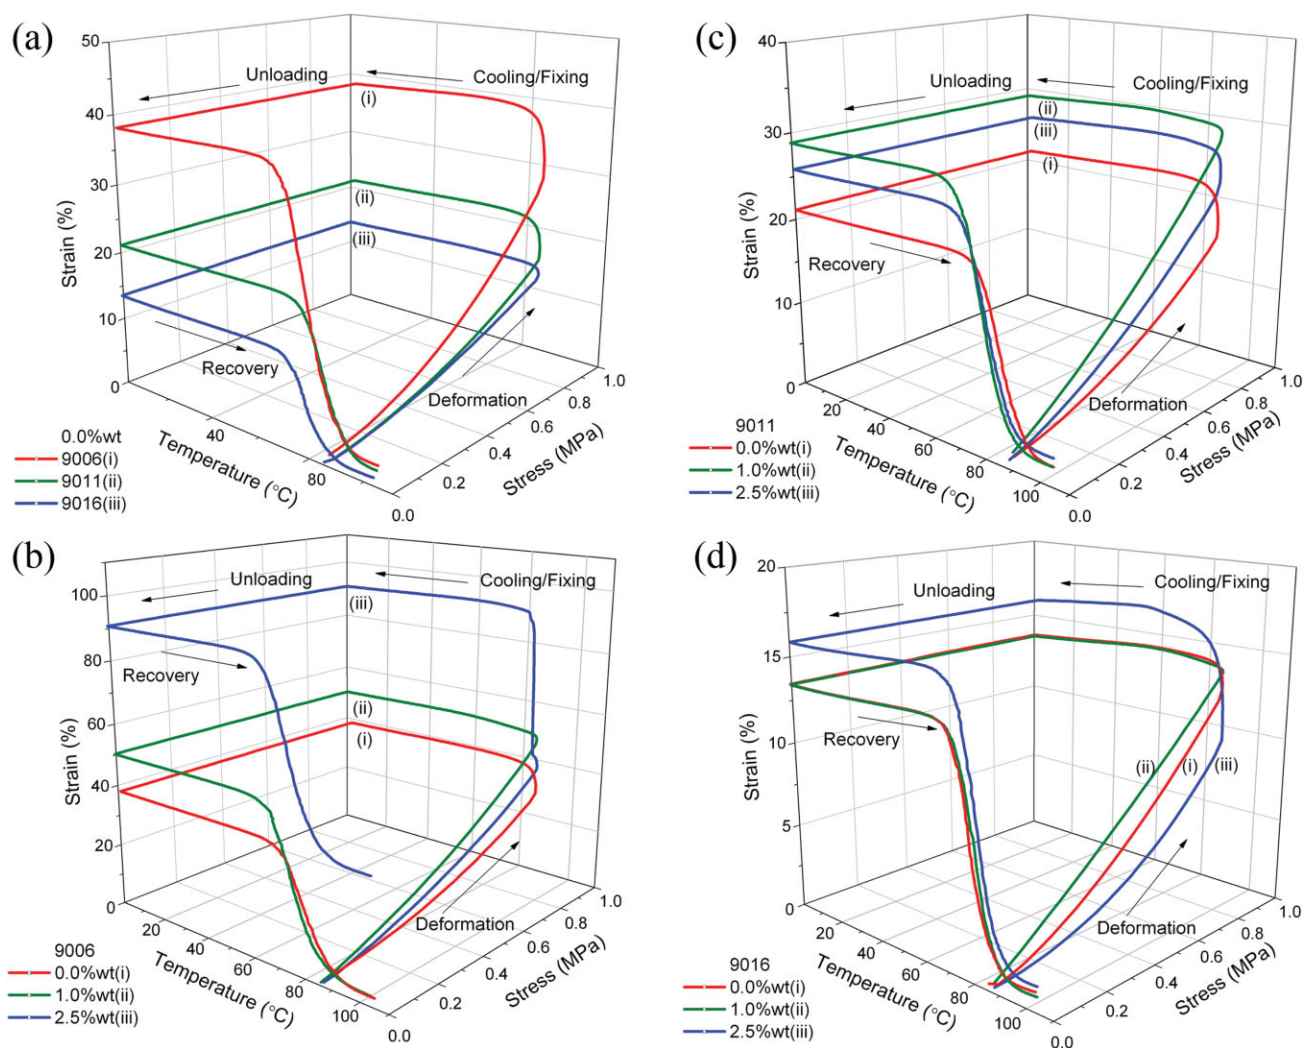 (a)
50
40
30
20
10
0
Strain (%)
Unloading
Cooling/Fixing
(i)
(ii)
(iii)
Recovery
Deformation
40
80
Temperature (°C)
0.0
0.2
0.4
0.6
0.8
1.0
Stress (MPa)
0.0%wt
9006(i)
9011(ii)
9016(iii)
(c)
40
30
20
10
0
Strain (%)
Unloading
Cooling/Fixing
(ii)
(iii)
(i)
Recovery
Deformation
20
40
60
80
100
Temperature (°C)
0.0
0.2
0.4
0.6
0.8
1.0
Stress (MPa)
9011
0.0%wt(i)
1.0%wt(ii)
2.5%wt(iii)
(b)
100
80
60
40
20
0
Strain (%)
Unloading
Cooling/Fixing
(iii)
(ii)
(i)
Recovery
Deformation
20
40
60
80
100
Temperature (°C)
0.0
0.2
0.4
0.6
0.8
1.0
Stress (MPa)
9006
0.0%wt(i)
1.0%wt(ii)
2.5%wt(iii)
(d)
20
15
10
5
0
Strain (%)
Unloading
Cooling/Fixing
Recovery
(ii)
(i)
(iii)
Deformation
20
40
60
80
100
Temperature (°C)
0.0
0.2
0.4
0.6
0.8
1.0
Stress (MPa)
9016
0.0%wt(i)
1.0%wt(ii)
2.5%wt(iii)